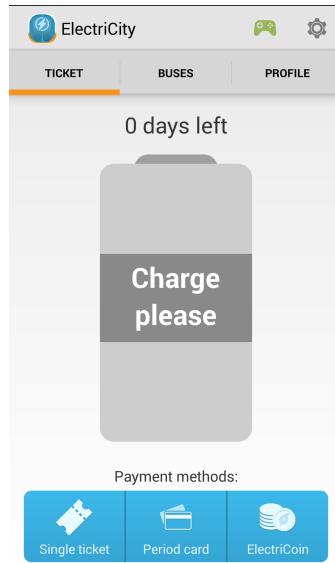 ElectriCity
TICKET BUSES PROFILE
0 days left
Charge
please
Payment methods:
Single ticket Period card ElectriCoin